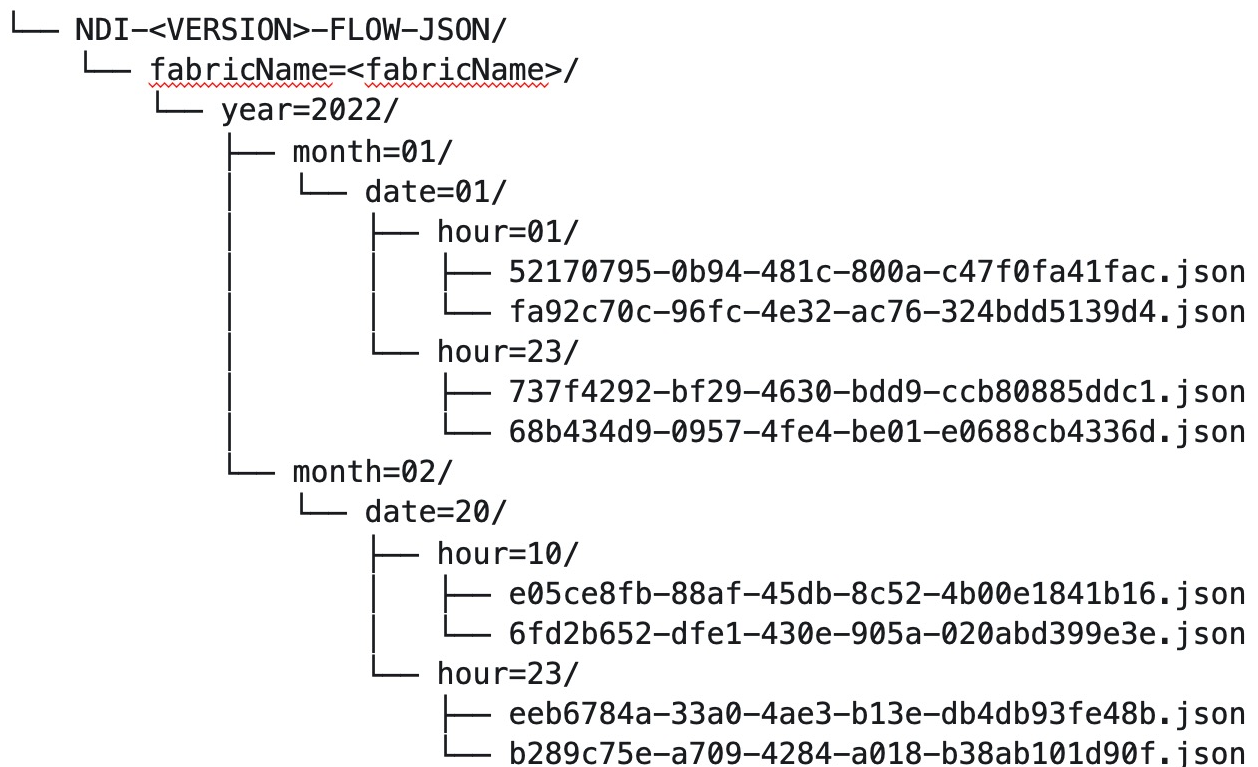 └── NDI-<VERSION>-FLOW-JSON/
    └── fabricName=<fabricName>/
        └── year=2022/
            ├── month=01/
            │   └── date=01/
            │       ├── hour=01/
            │       │   ├── 52170795-0b94-481c-800a-c47f0fa41fac.json
            │       │   └── fa92c70c-96fc-4e32-ac76-324bdd5139d4.json
            │       └── hour=23/
            │           ├── 737f4292-bf29-4630-bdd9-ccb80885ddc1.json
            │           └── 68b434d9-0957-4fe4-be01-e0688cb4336d.json
            └── month=02/
                └── date=20/
                    ├── hour=10/
                    │   ├── e05ce8fb-88af-45db-8c52-4b00e1841b16.json
                    │   └── 6fd2b652-dfe1-430e-905a-020abd399e3e.json
                    └── hour=23/
                        ├── eeb6784a-33a0-4ae3-b13e-db4db93fe48b.json
                        └── b289c75e-a709-4284-a018-b38ab101d90f.json